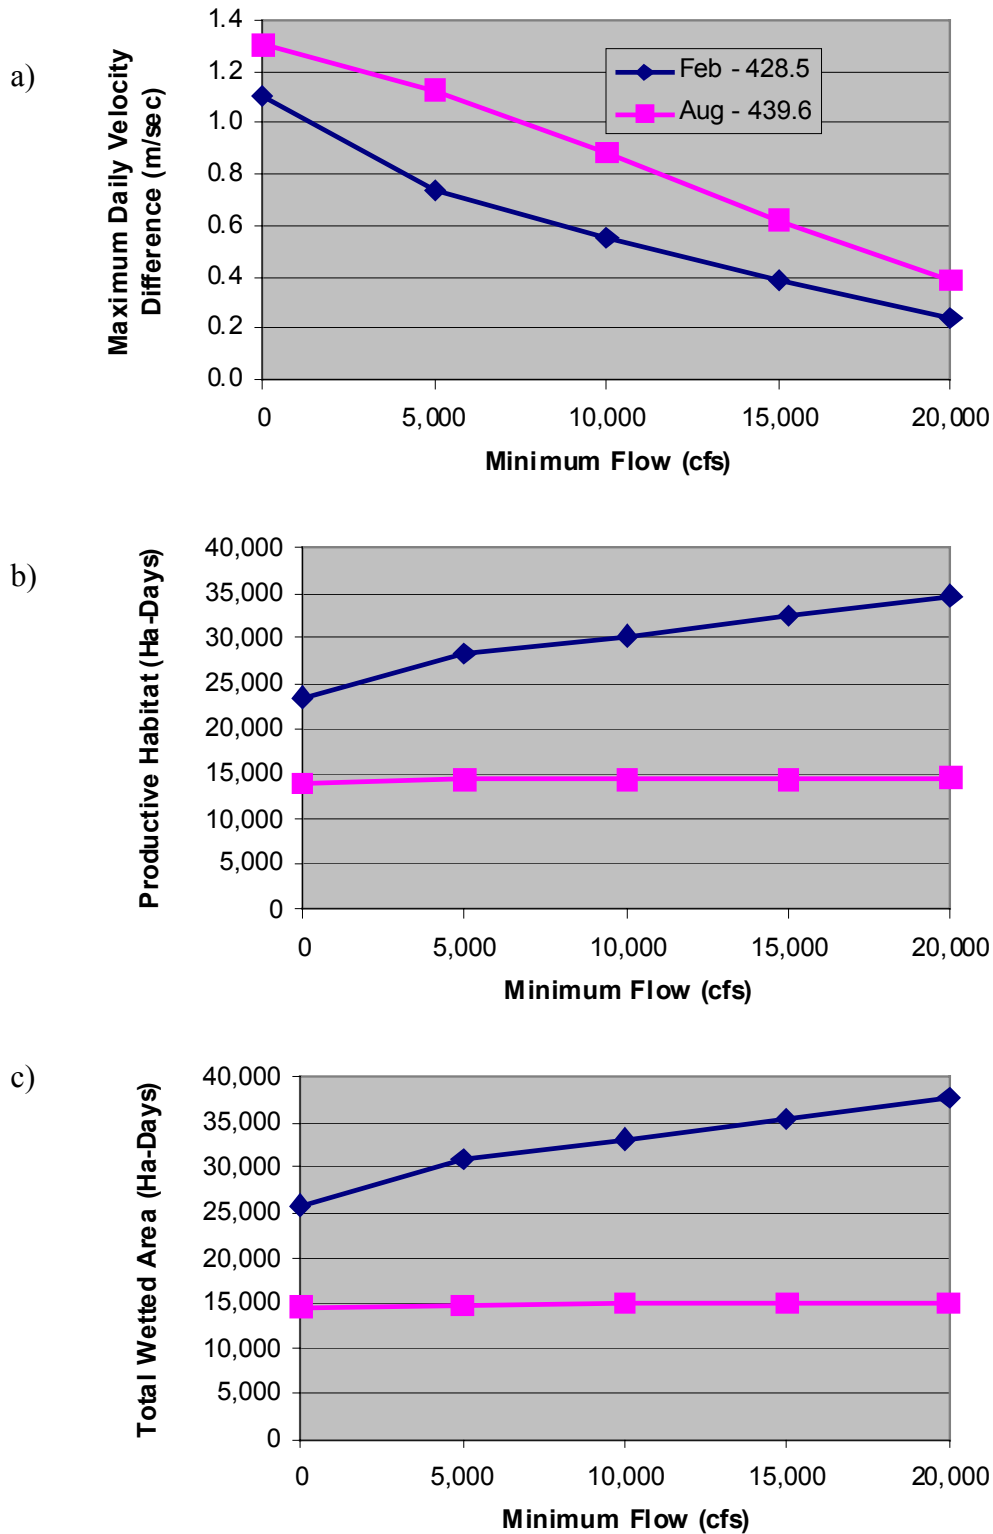 a)
Maximum Daily Velocity
Difference (m/sec)
1.4
1.2
1.0
0.8
0.6
0.4
0.2
0.0
Feb - 428.5
Aug - 439.6
0 5,000 10,000 15,000 20,000
Minimum Flow (cfs)
b)
Productive Habitat (Ha-Days)
40,000
35,000
30,000
25,000
20,000
15,000
10,000
5,000
0
0 5,000 10,000 15,000 20,000
Minimum Flow (cfs)
c)
Total Wetted Area (Ha-Days)
40,000
35,000
30,000
25,000
20,000
15,000
10,000
5,000
0
0 5,000 10,000 15,000 20,000
Minimum Flow (cfs)